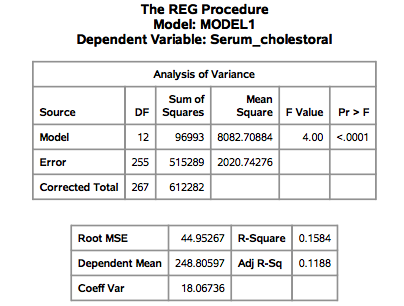 The REG Procedure
Model: MODEL1
Dependent Variable: Serum_cholestoral
Analysis of Variance
Source DF Sum of Squares Mean Square F Value Pr > F
Model 12 96993 8082.70884 4.00 <.0001
Error 255 515289 2020.74276
Corrected Total 267 612282
Root MSE 44.95267 R-Square 0.1584
Dependent Mean 248.80597 Adj R-Sq 0.1188
Coeff Var 18.06736